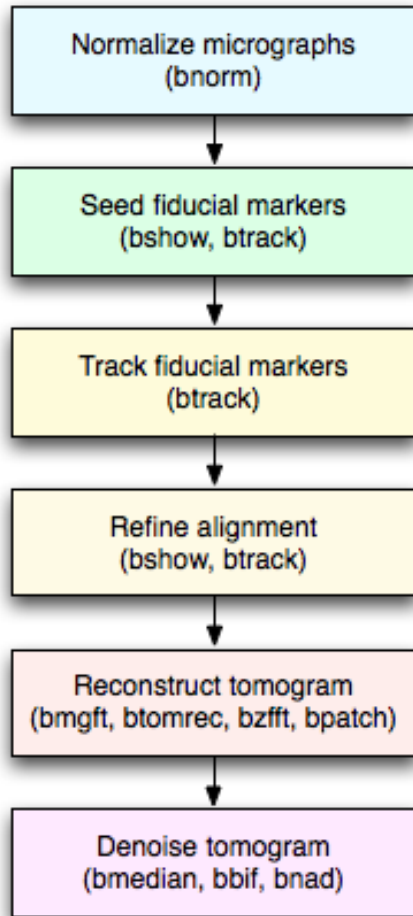 Normalize micrographs
(bnorm)
Seed fiducial markers
(bshow, btrack)
Track fiducial markers
(btrack)
Refine alignment
(bshow, btrack)
Reconstruct tomogram
(bmgft, btomrec, bzfft, bpatch)
Denoise tomogram
(bmedian, bbif, bnad)